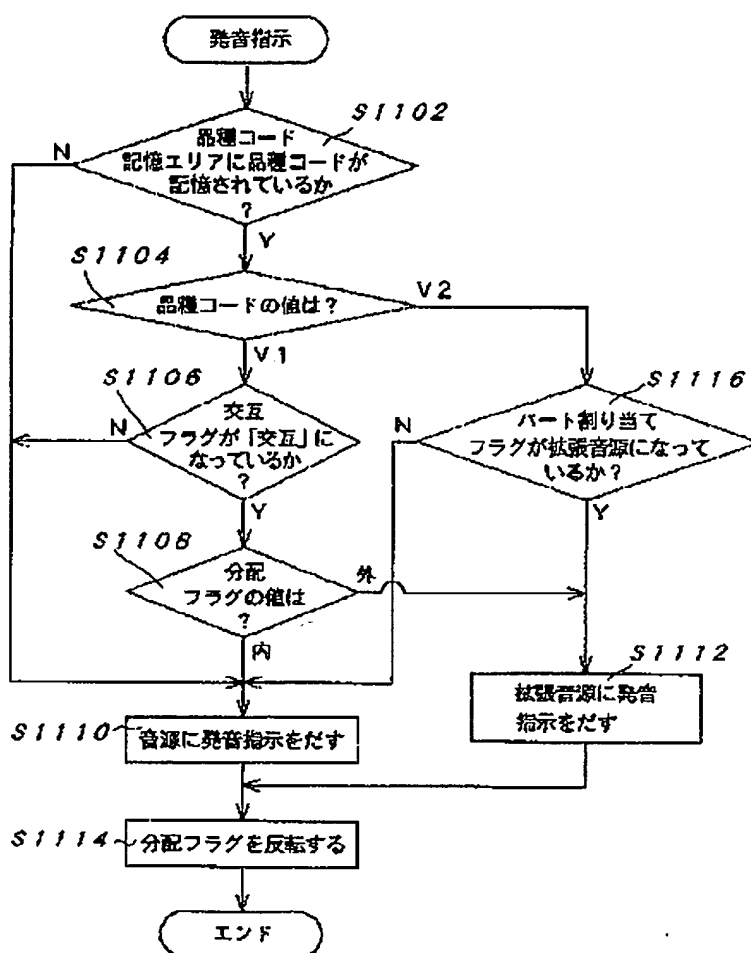 発音指示
S1102
品種コード
記憶エリアに品種コードが
記憶されているか
?
N
Y
S1104
品種コードの値は?
V2
V1
S1106
交互
フラグが「交互」に
なっているか
?
N
Y
S1116
パート割り当て
フラグが拡張音源になって
いるか?
N
Y
S1108
分配
フラグの値は
?
外
内
S1112
拡張音源に発音
指示をだす
S1110
音源に発音指示をだす
S1114
分配フラグを反転する
エンド